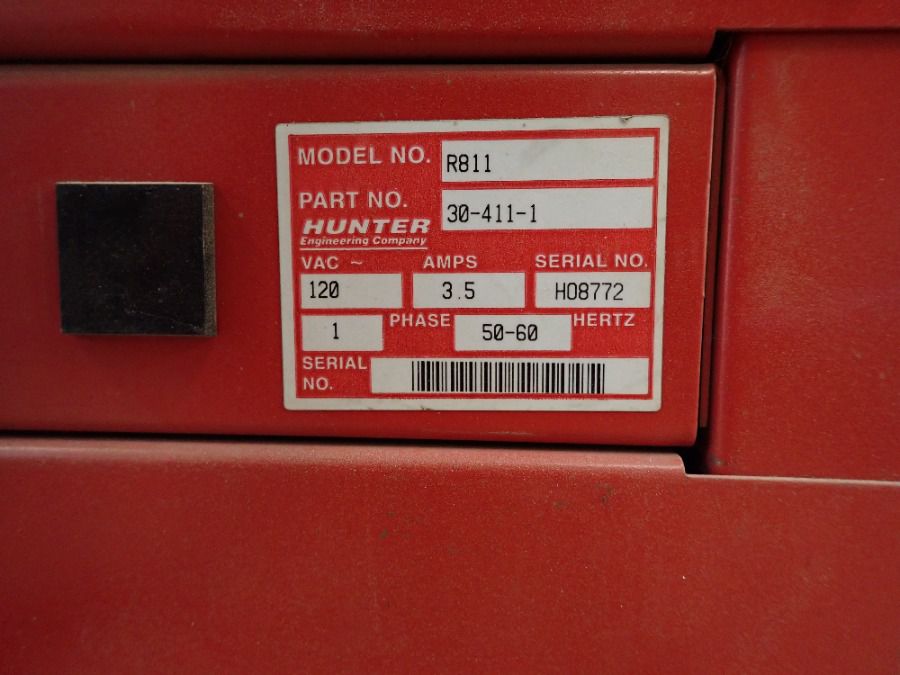 MODEL NO. R811
PART NO. 30-411-1
HUNTER
Engineering Company
VAC ~ AMPS SERIAL NO.
120 3.5 HO8772
1 PHASE 50-60 HERTZ
SERIAL
NO.